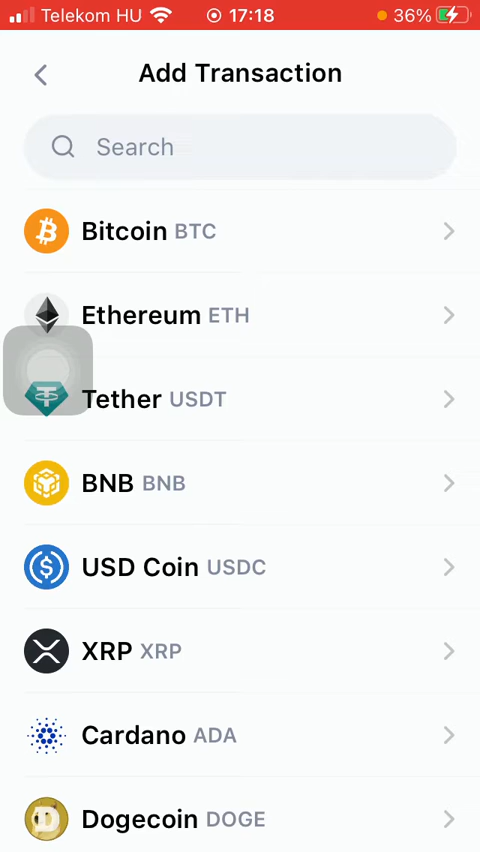 Telekom HU 17:18 36%
Add Transaction
Search
Bitcoin BTC
Ethereum ETH
Tether USDT
BNB BNB
USD Coin USDC
XRP XRP
Cardano ADA
Dogecoin DOGE